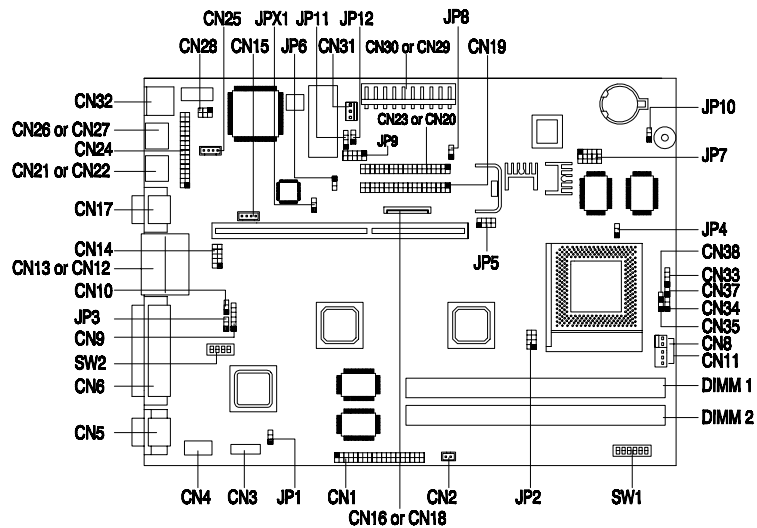 CN25 JPX1 JP11 JP12 JP8
CN28 CN15 JP6 CN31 CN30 or CN29 CN19
CN32
JP10
CN23 or CN20
CN26 or CN27
CN24
JP9
JP7
CN21 or CN22
CN17
JP4
CN14
JP5
CN38
CN13 or CN12
CN33
CN10
CN37
JP3
CN34
CN9
CN35
SW2
CN8
CN6
CN11
DIMM 1
DIMM 2
CN5
CN4 CN3 JP1 CN1 CN2 JP2 SW1
CN16 or CN18